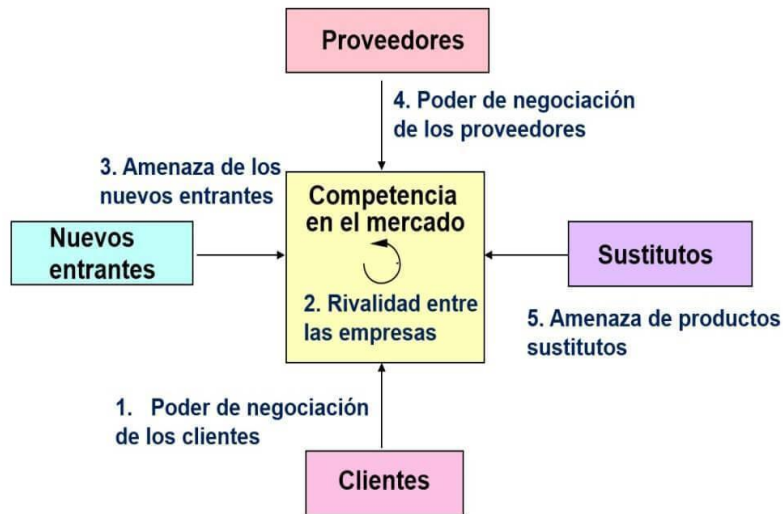 Proveedores
4. Poder de negociación
de los proveedores
3. Amenaza de los
nuevos entrantes
Competencia
en el mercado
Nuevos
entrantes
Sustitutos
2. Rivalidad entre
las empresas
5. Amenaza de productos
sustitutos
1. Poder de negociación
de los clientes
Clientes